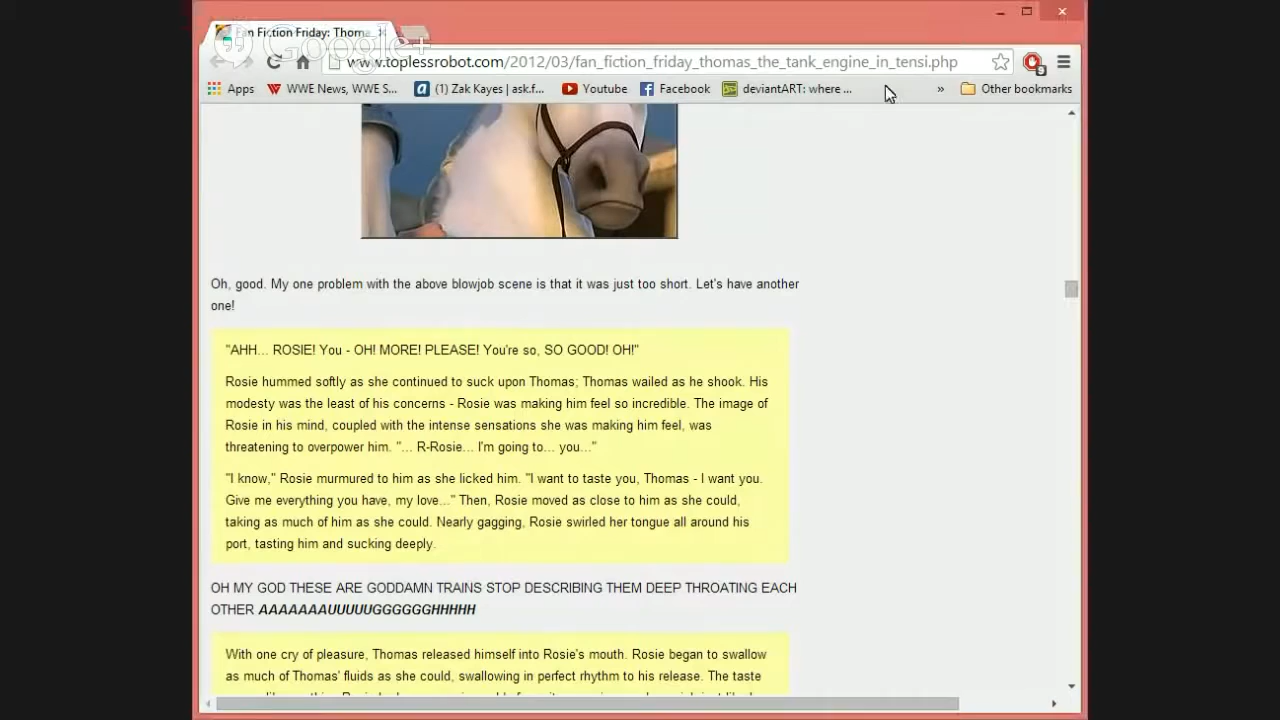 Fan Fiction Friday: Thoma
Google+
www.toplessrobot.com/2012/03/fan_fiction_friday_thomas_the_tank_engine_in_tensi.php
9
Apps WWE News, WWE S... (1) Zak Kayes | ask.f... Youtube Facebook deviantART: where ... » Other bookmarks
Oh, good. My one problem with the above blowjob scene is that it was just too short. Let's have another
one!
"AHH... ROSIE! You - OH! MORE! PLEASE! You're so, SO GOOD! OH!"
Rosie hummed softly as she continued to suck upon Thomas; Thomas wailed as he shook. His
modesty was the least of his concerns - Rosie was making him feel so incredible. The image of
Rosie in his mind, coupled with the intense sensations she was making him feel, was
threatening to overpower him. "... R-Rosie... I'm going to... you..."
"I know," Rosie murmured to him as she licked him. "I want to taste you, Thomas - I want you.
Give me everything you have, my love..." Then, Rosie moved as close to him as she could,
taking as much of him as she could. Nearly gagging, Rosie swirled her tongue all around his
port, tasting him and sucking deeply.
OH MY GOD THESE ARE GODDAMN TRAINS STOP DESCRIBING THEM DEEP THROATING EACH
OTHER AAAAAAAUUUUUGGGGGGHHHHH
With one cry of pleasure, Thomas released himself into Rosie's mouth. Rosie began to swallow
as much of Thomas' fluids as she could, swallowing in perfect rhythm to his release. The taste